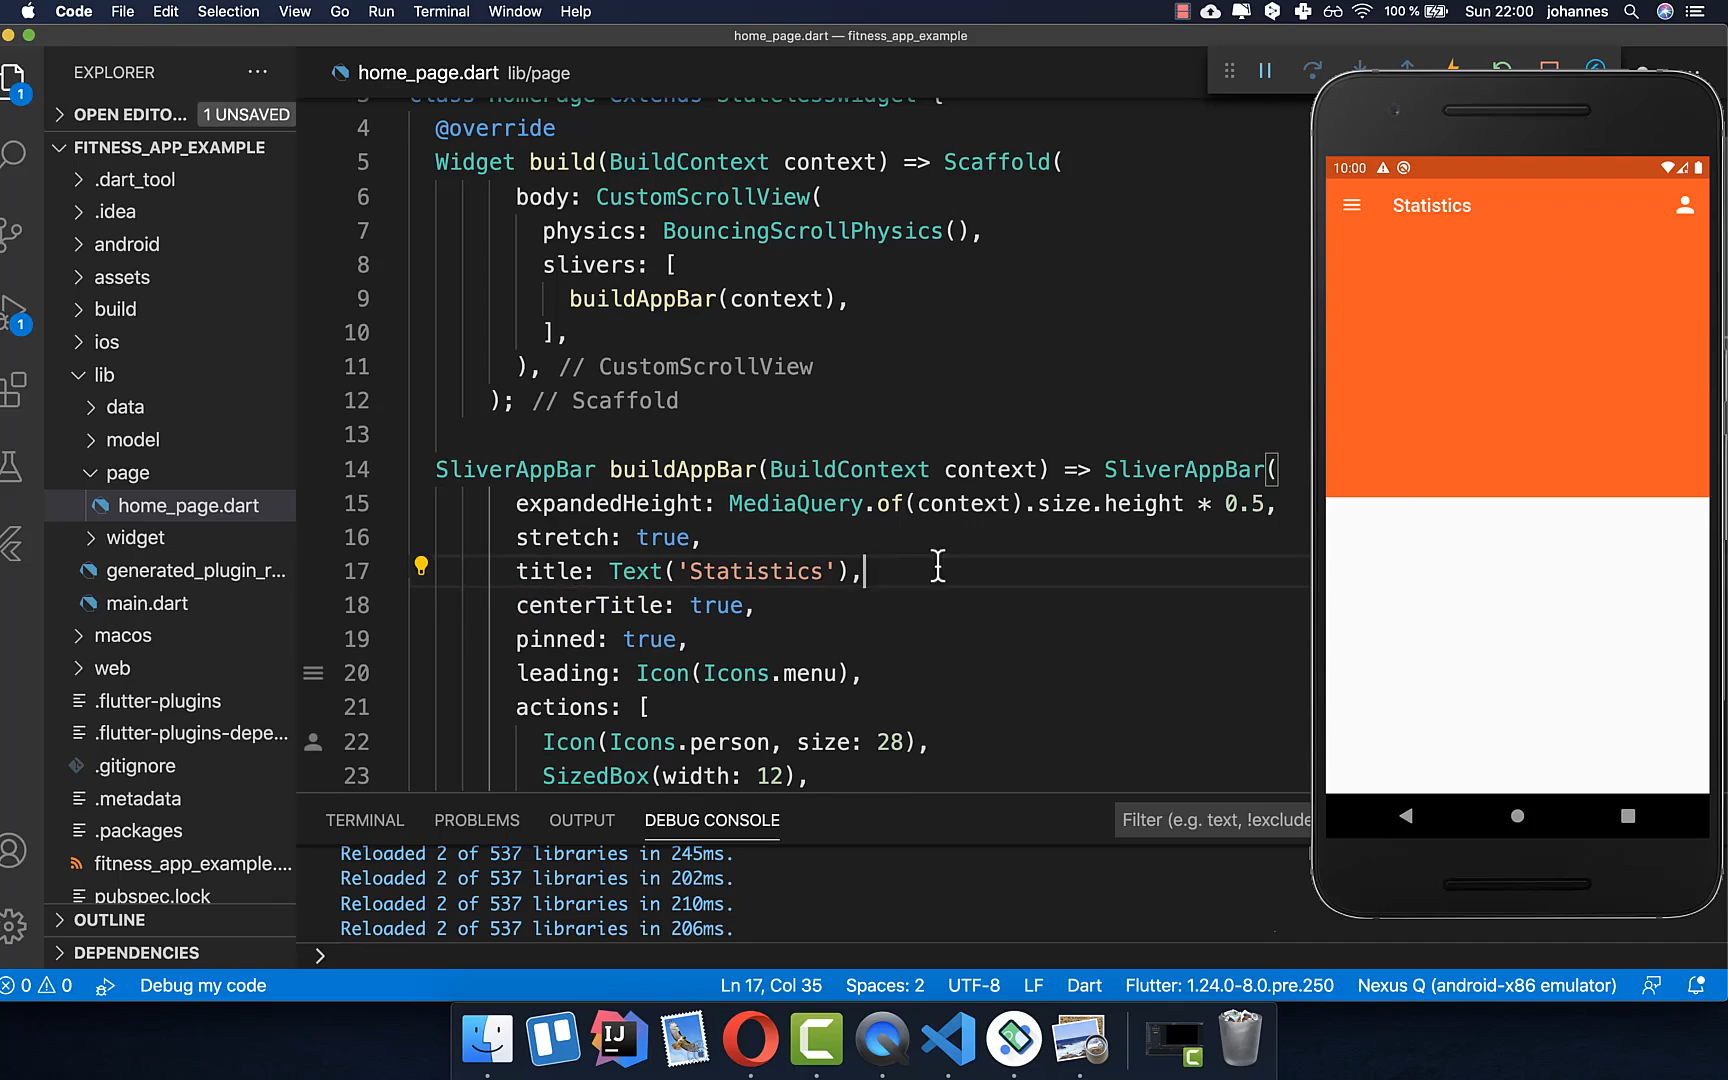 Code File Edit Selection View Go Run Terminal Window Help
100 % Sun 22:00 johannes
home_page.dart — fitness_app_example
EXPLORER
OPEN EDITO... 1 UNSAVED
FITNESS_APP_EXAMPLE
.dart_tool
.idea
android
assets
build
ios
lib
data
model
page
home_page.dart
widget
generated_plugin_r...
main.dart
macos
web
.flutter-plugins
.flutter-plugins-depe...
.gitignore
.metadata
.packages
fitness_app_example....
pubspec.lock
OUTLINE
DEPENDENCIES
1
1
home_page.dart lib/page
class HomePage extends StatelessWidget {
4 @override
5 Widget build(BuildContext context) => Scaffold(
6 body: CustomScrollView(
7 physics: BouncingScrollPhysics(),
8 slivers: [
9 buildAppBar(context),
10 ],
11 ), // CustomScrollView
12 ); // Scaffold
13
14 SliverAppBar buildAppBar(BuildContext context) => SliverAppBar(
15 expandedHeight: MediaQuery.of(context).size.height * 0.5,
16 stretch: true,
17 title: Text('Statistics'),
18 centerTitle: true,
19 pinned: true,
20 leading: Icon(Icons.menu),
21 actions: [
22 Icon(Icons.person, size: 28),
23 SizedBox(width: 12),
TERMINAL PROBLEMS OUTPUT DEBUG CONSOLE
Filter (e.g. text, !exclude
Reloaded 2 of 537 libraries in 245ms.
Reloaded 2 of 537 libraries in 202ms.
Reloaded 2 of 537 libraries in 210ms.
Reloaded 2 of 537 libraries in 206ms.
10:00
Statistics
0 0 Debug my code
Ln 17, Col 35 Spaces: 2 UTF-8 LF Dart Flutter: 1.24.0-8.0.pre.250 Nexus Q (android-x86 emulator)
IJ